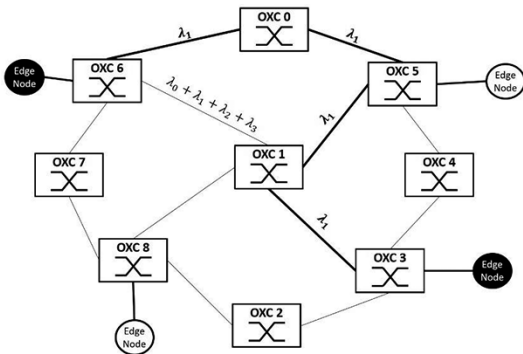 OXC 0
λ₁
λ₁
OXC 6
Edge
Node
OXC 5
Edge
Node
λ₀ + λ₁ + λ₂ + λ₃
λ₁
OXC 7
OXC 1
OXC 4
λ₁
OXC 8
OXC 3
Edge
Node
OXC 2
Edge
Node